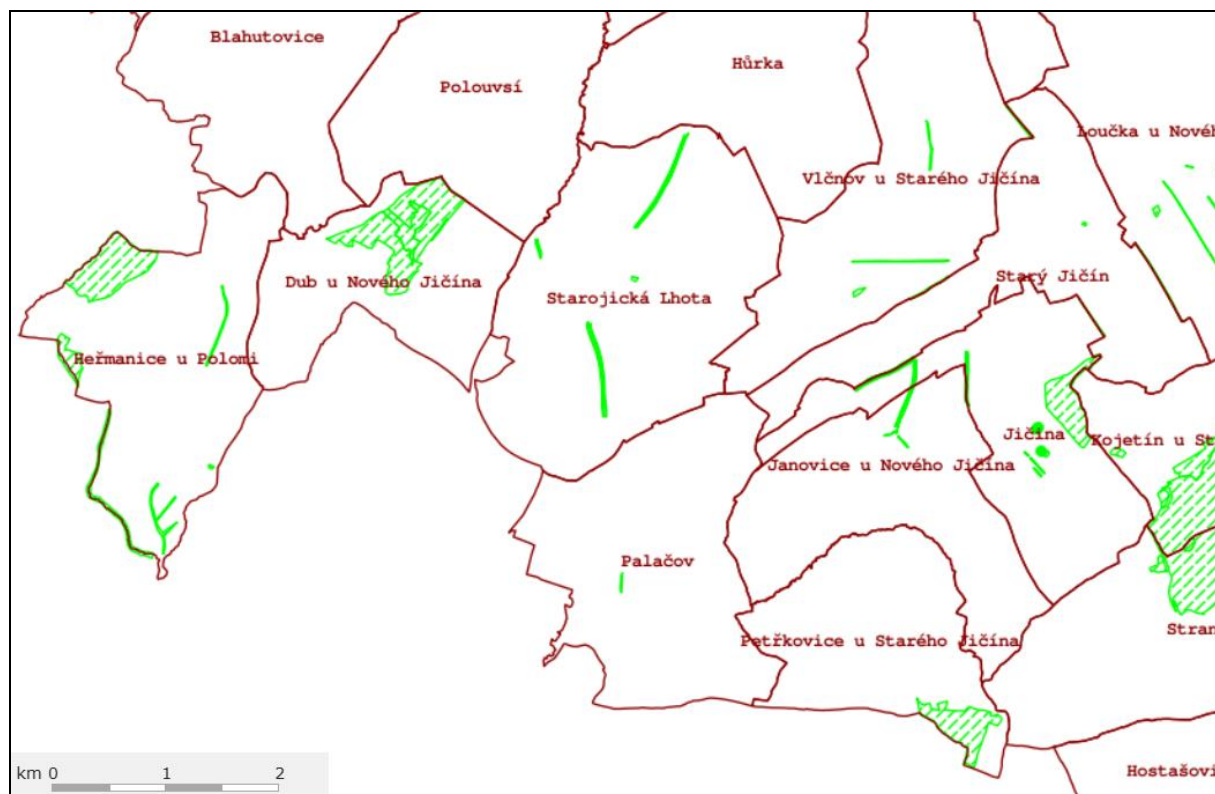 Blahutovice
Hůrka
Polouvsí
Loučka u Novéh
Vlčnov u Starého Jičína
Starý Jičín
Dub u Nového Jičína
Starojická Lhota
Heřmanice u Polomi
Jičína
Kojetín u St
Janovice u Nového Jičína
Palačov
Stran
Petřkovice u Starého Jičína
Hostašovi
km 0 1 2